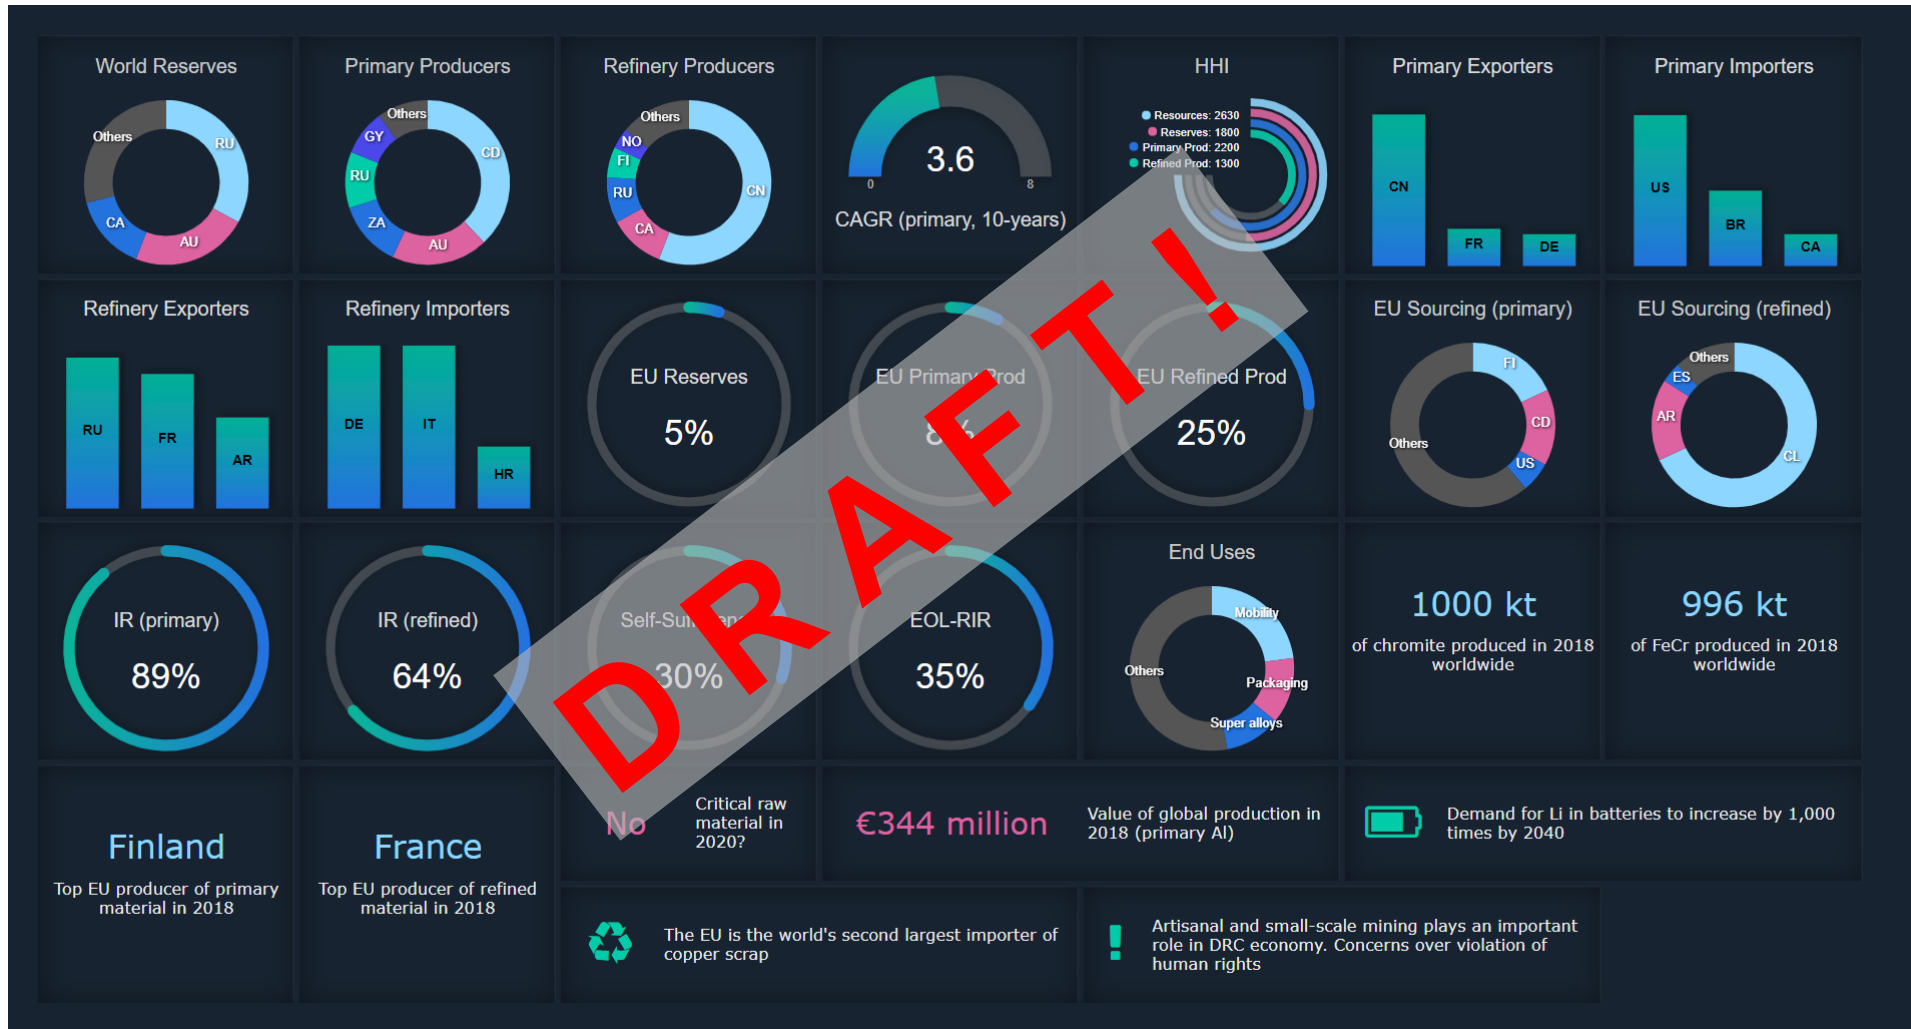 World Reserves
Others
RU
CA
AU
Primary Producers
Others
GY
CD
RU
ZA
AU
Refinery Producers
Others
NO
FI
CN
RU
CA
3.6
0
8
CAGR (primary, 10-years)
HHI
Resources: 2630
Reserves: 1800
Primary Prod: 2200
Refined Prod: 1300
Primary Exporters
CN
FR
DE
Primary Importers
US
BR
CA
Refinery Exporters
RU
FR
AR
Refinery Importers
DE
IT
HR
EU Reserves
5%
EU Primary Prod
EU Refined Prod
25%
EU Sourcing (primary)
FI
CD
US
Others
EU Sourcing (refined)
Others
ES
AR
CL
IR (primary)
89%
IR (refined)
64%
30%
EOL-RIR
35%
End Uses
Mobility
Others
Packaging
Super alloys
1000 kt
of chromite produced in 2018
worldwide
996 kt
of FeCr produced in 2018
worldwide
DRAFT!
Finland
Top EU producer of primary
material in 2018
France
Top EU producer of refined
material in 2018
No
Critical raw
material in
2020?
€344 million
Value of global production in
2018 (primary Al)
Demand for Li in batteries to increase by 1,000
times by 2040
The EU is the world's second largest importer of
copper scrap
!
Artisanal and small-scale mining plays an important
role in DRC economy. Concerns over violation of
human rights